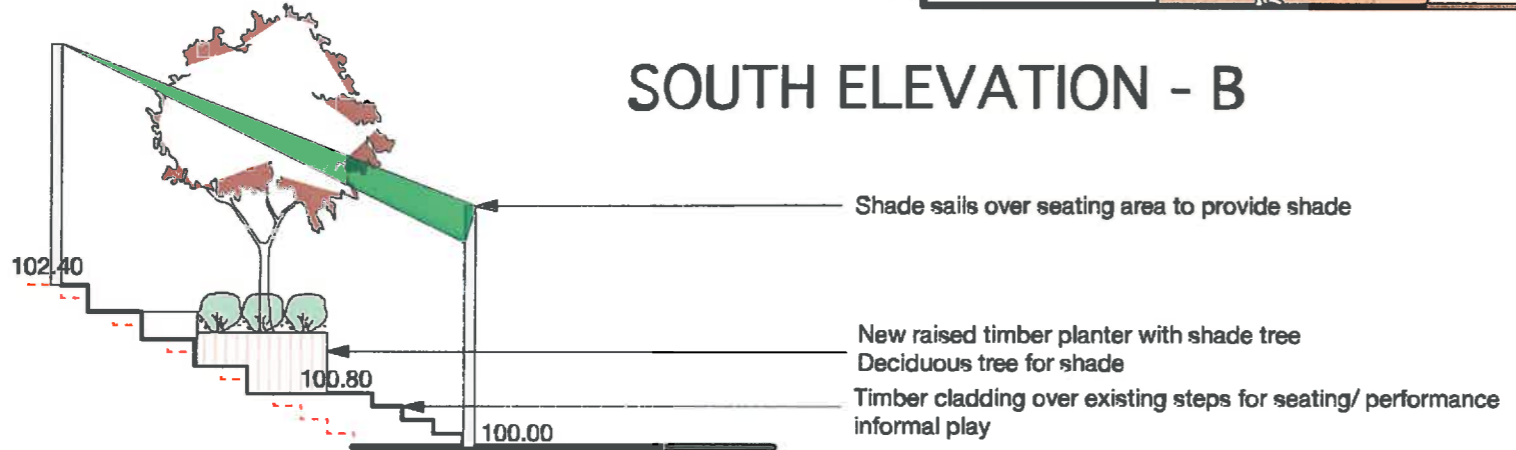 SOUTH ELEVATION - B
Shade sails over seating area to provide shade
102.40
New raised timber planter with shade tree
Deciduous tree for shade
100.80
Timber cladding over existing steps for seating/ performance
informal play
100.00